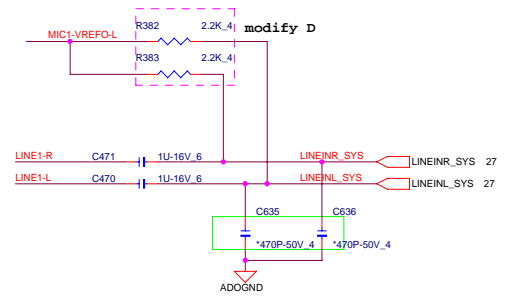 R382 2.2K_4 modify D
MIC1-VREFO-L
R383 2.2K_4
LINE1-R C471 1U-16V_6 LINEINR_SYS LINEINR_SYS 27
LINE1-L C470 1U-16V_6 LINEINL_SYS LINEINL_SYS 27
C635 C636
*470P-50V_4 *470P-50V_4
ADOGND